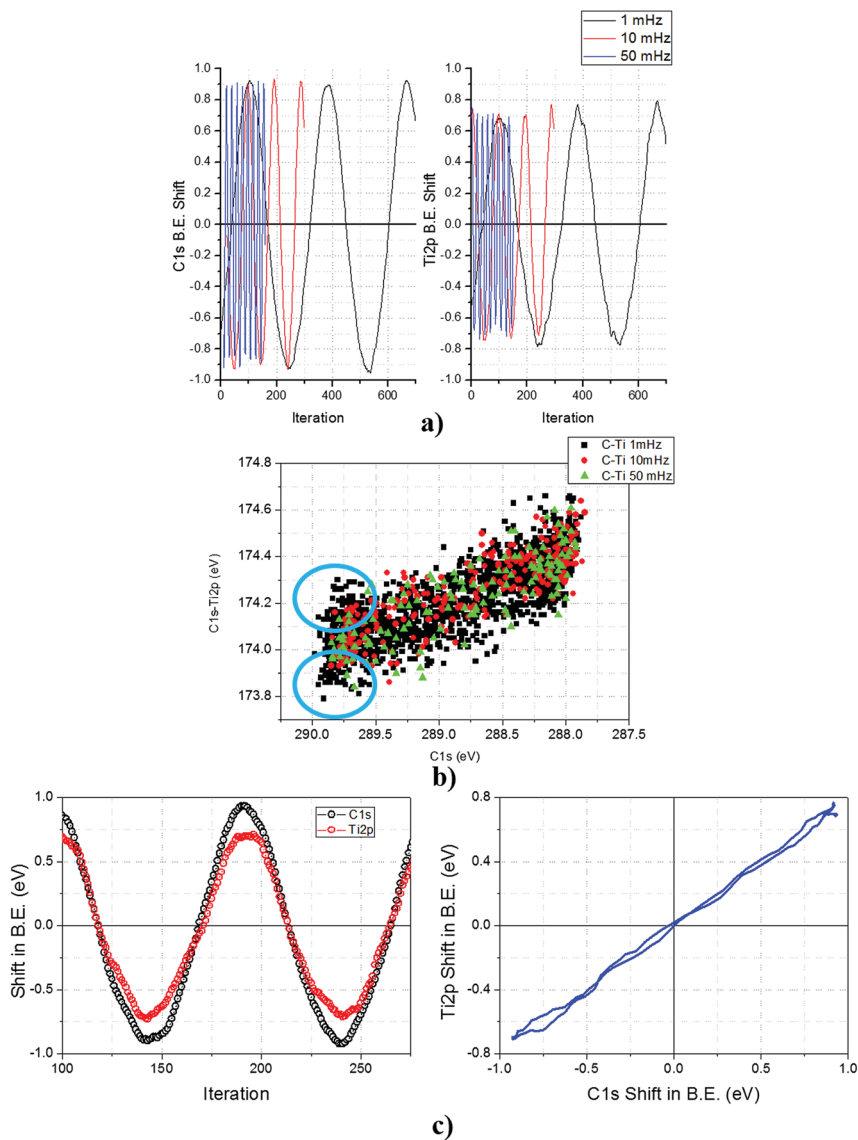 1 mHz
10 mHz
50 mHz
1.0
0.8
0.6
0.4
0.2
0.0
-0.2
-0.4
-0.6
-0.8
-1.0
C1s B.E. Shift
0 200 400 600
Iteration
1.0
0.8
0.6
0.4
0.2
0.0
-0.2
-0.4
-0.6
-0.8
-1.0
Ti2p B.E. Shift
0 200 400 600
Iteration
a)
C-Ti 1mHz
C-Ti 10mHz
C-Ti 50 mHz
174.8
174.6
174.4
174.2
174.0
173.8
C1s-Ti2p (eV)
290.0 289.5 289.0 288.5 288.0 287.5
C1s (eV)
b)
C1s
Ti2p
1.0
0.5
0.0
-0.5
-1.0
Shift in B.E. (eV)
100 150 200 250
Iteration
0.8
0.4
0.0
-0.4
-0.8
Ti2p Shift in B.E. (eV)
-1.0 -0.5 0.0 0.5 1.0
C1s Shift in B.E. (eV)
c)